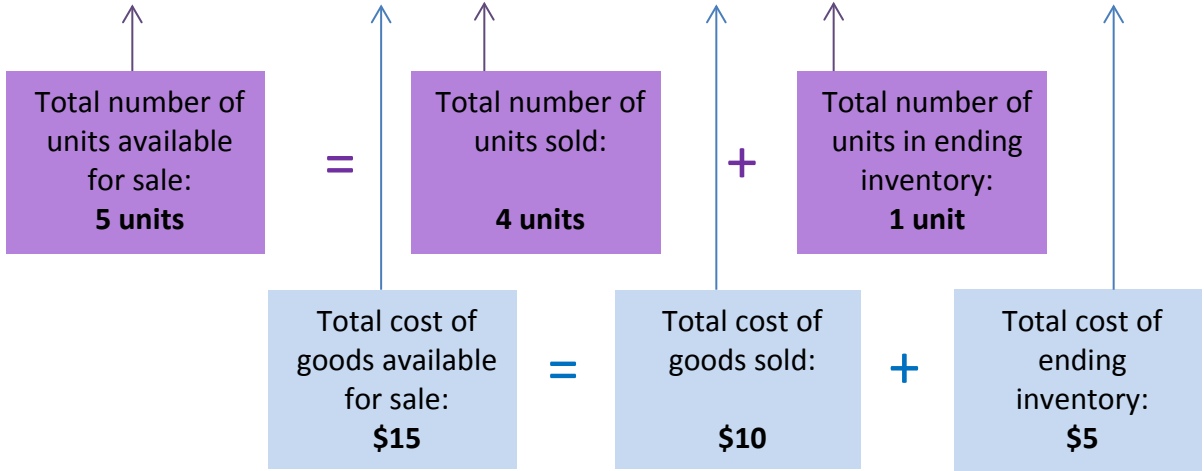 Total number of
units available
for sale:
5 units
=
Total number of
units sold:
4 units
+
Total number of
units in ending
inventory:
1 unit
Total cost of
goods available
for sale:
$15
=
Total cost of
goods sold:
$10
+
Total cost of
ending
inventory:
$5